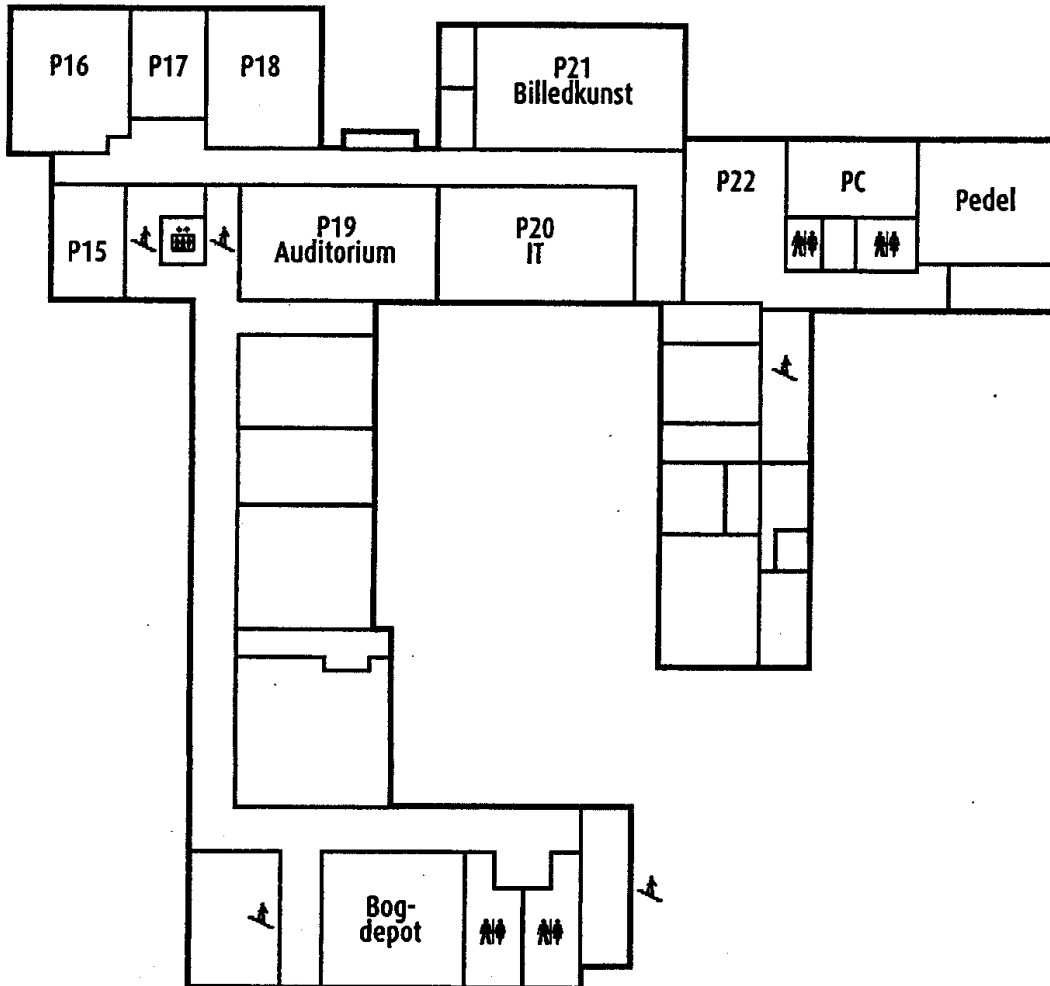 P16
P17
P18
P21
Billedkunst
P22
PC
Pedel
P15
P19
Auditorium
P20
IT
Bog-
depot